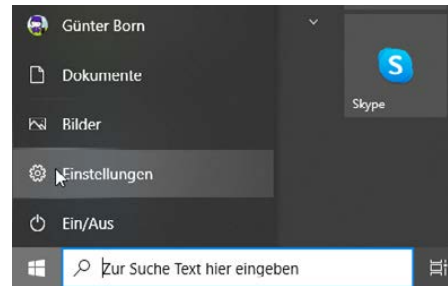 Günter Born
Dokumente
Skype
Bilder
Einstellungen
Ein/Aus
Zur Suche Text hier eingeben